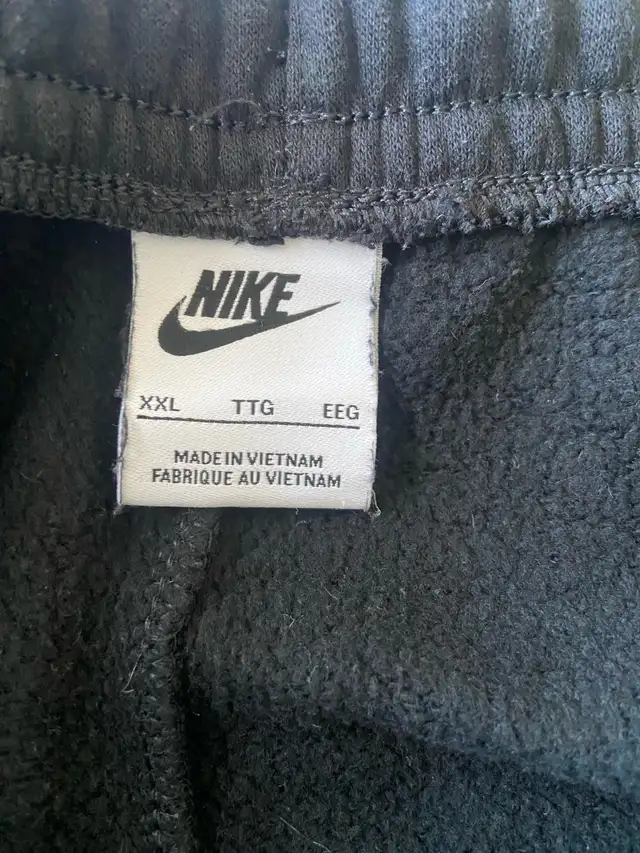 NIKE
XXL TTG EEG
MADE IN VIETNAM
FABRIQUE AU VIETNAM